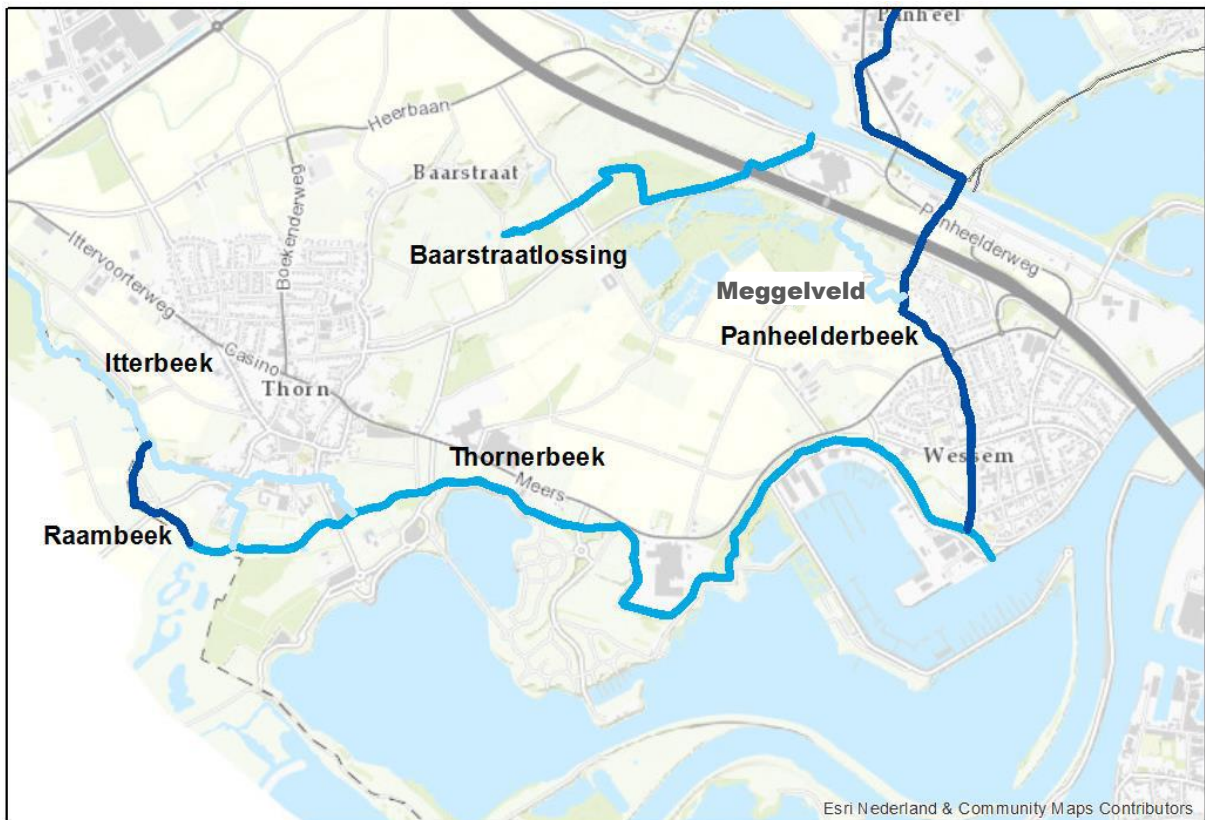 Panheel
Heerbaan
Baarstraat
Boekenderweg
Ittervoorterweg
Panheelderweg
Baarstraatlossing
Meggelveld
Panheelderbeek
Itterbeek
Casino
Thorn
Thornerbeek
Wessem
Meers
Raambeek
Esri Nederland & Community Maps Contributors